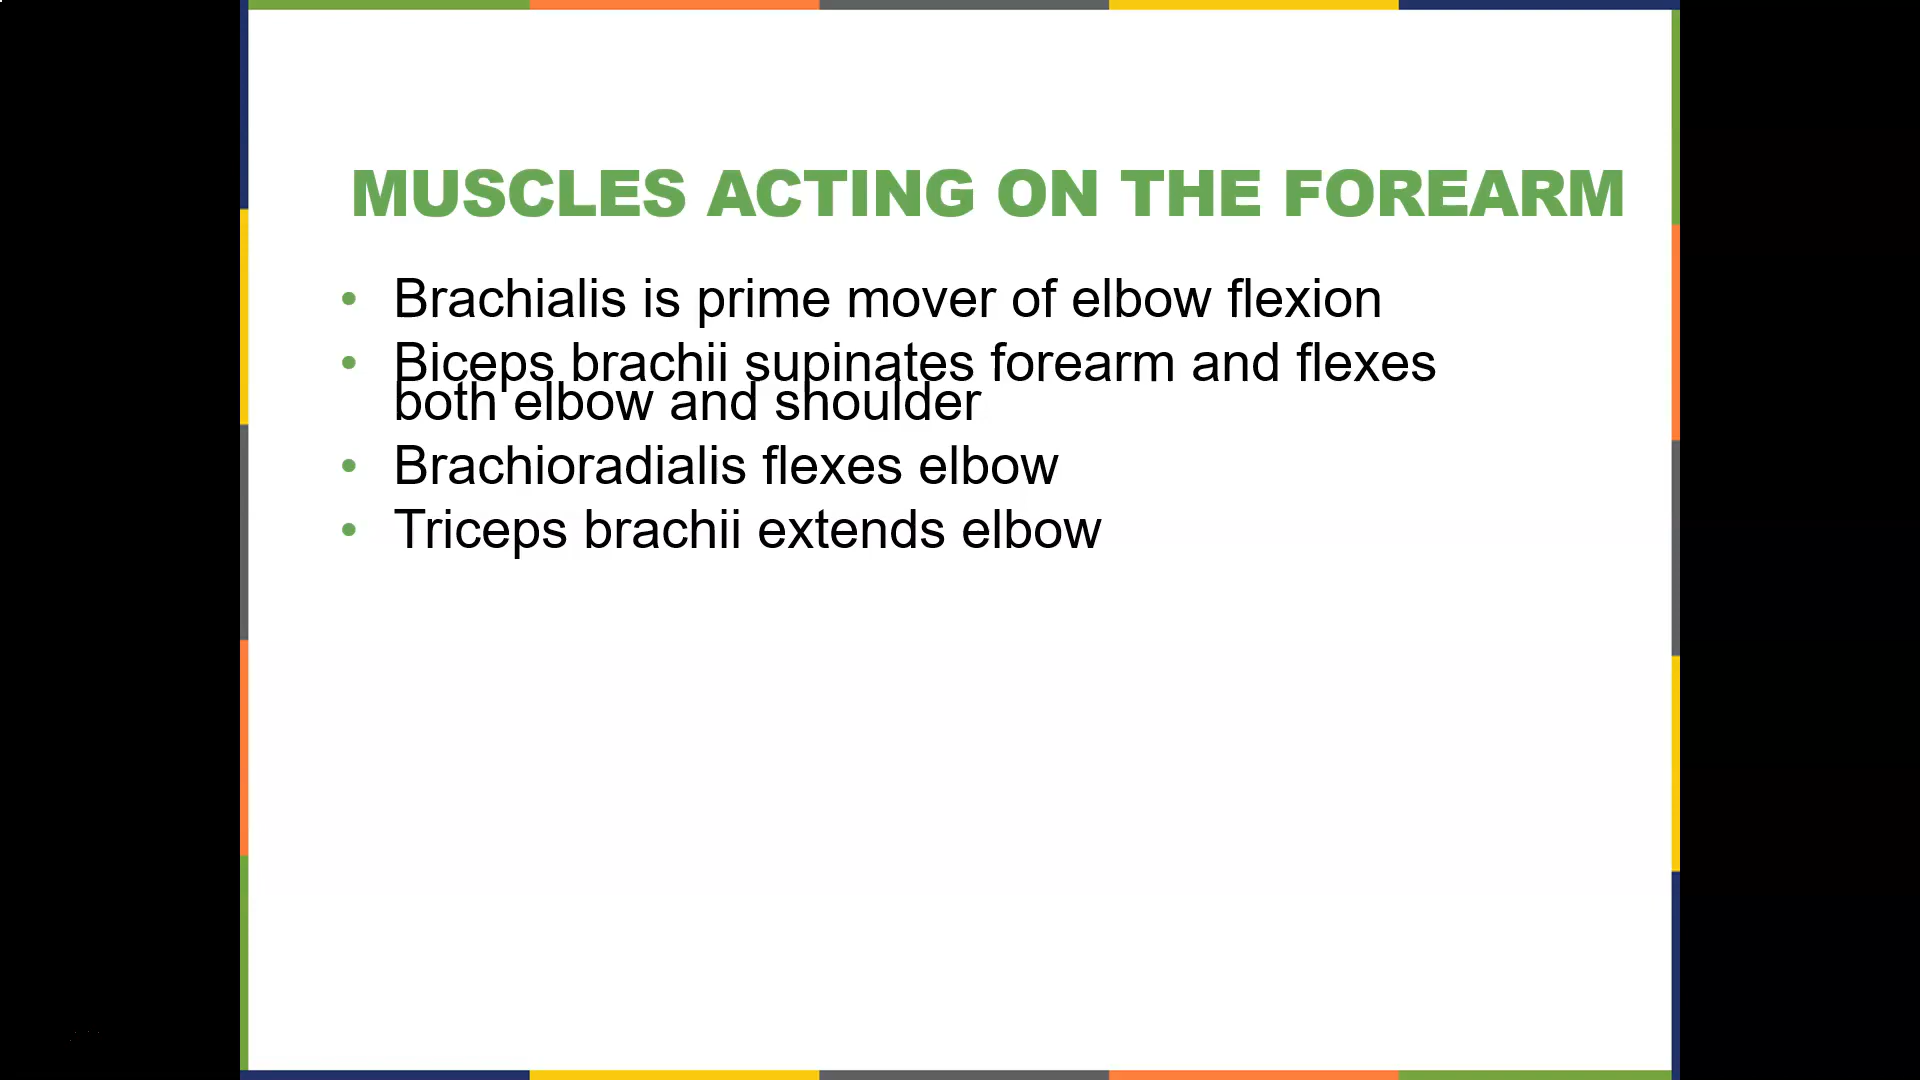 MUSCLES ACTING ON THE FOREARM
• Brachialis is prime mover of elbow flexion
• Biceps brachii supinates forearm and flexes
both elbow and shoulder
• Brachioradialis flexes elbow
• Triceps brachii extends elbow